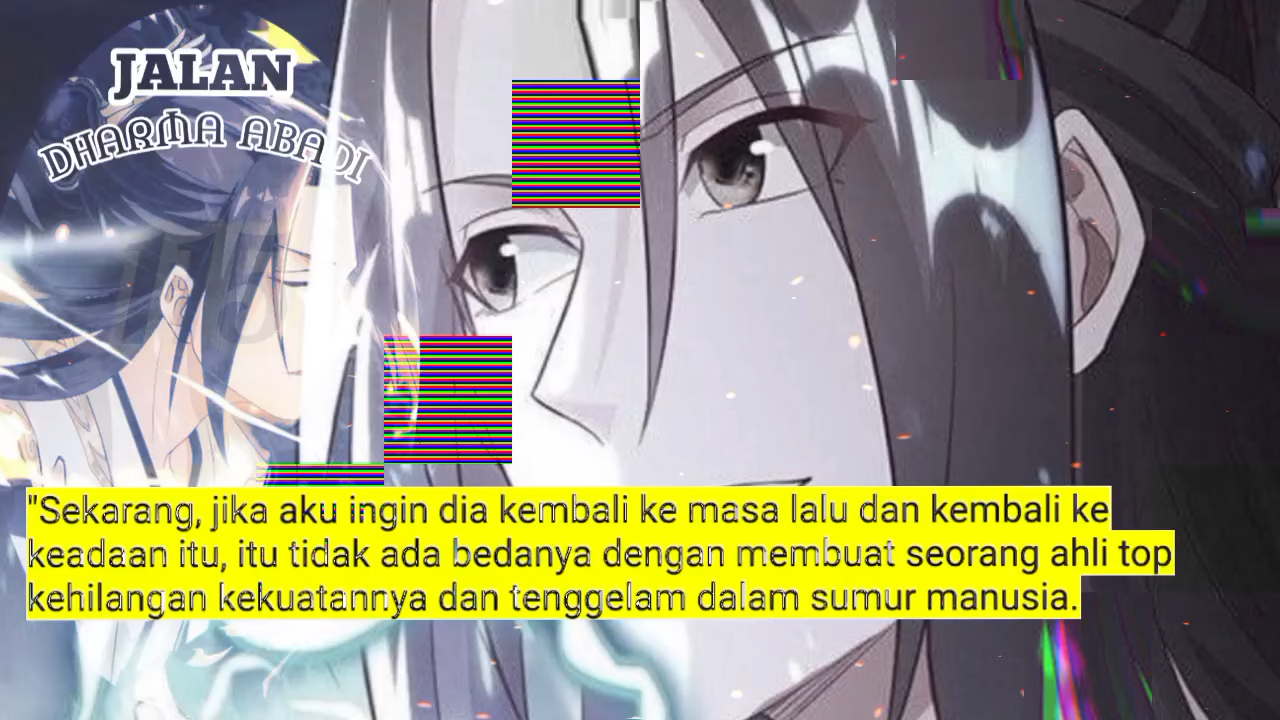 JALAN
DHARMA ABADI
"Sekarang, jika aku ingin dia kembali ke masa lalu dan kembali ke
keadaan itu, itu tidak ada bedanya dengan membuat seorang ahli top
kehilangan kekuatannya dan tenggelam dalam sumur manusia.